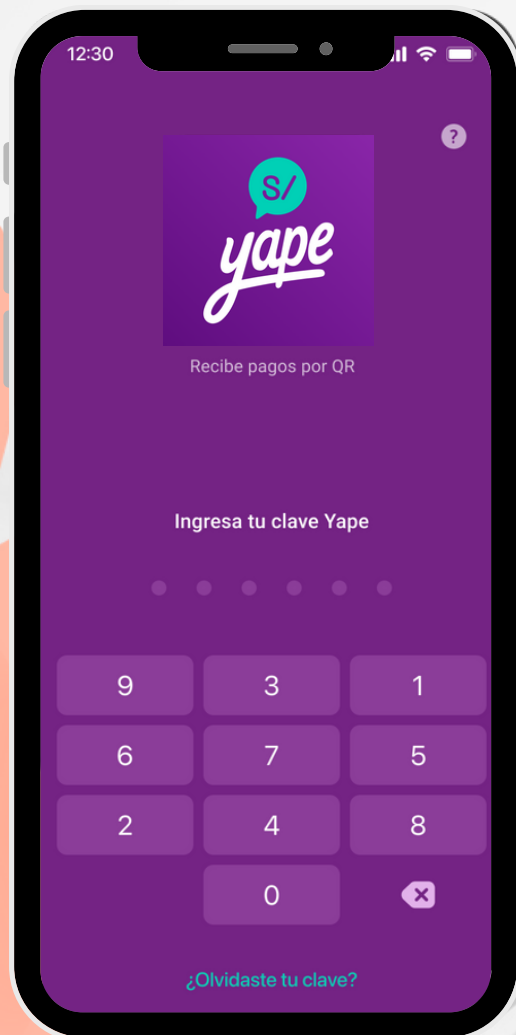 12:30
?
S/
yape
Recibe pagos por QR
Ingresa tu clave Yape
9 3 1
6 7 5
2 4 8
0
¿Olvidaste tu clave?